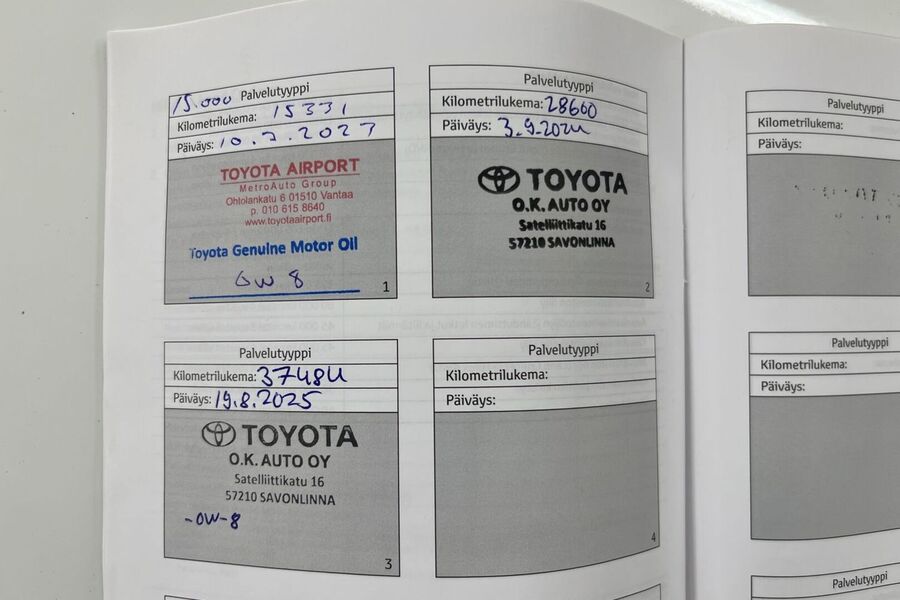 15.000 Palvelutyyppi
Kilometrilukema: 15331
Päiväys: 10.7.2023
TOYOTA AIRPORT
MetroAuto Group
Ohtolankatu 6 01510 Vantaa
p. 010 615 8640
www.toyotaairport.fi
Toyota Genuine Motor Oil
0W 8
1
Palvelutyyppi
Kilometrilukema: 28600
Päiväys: 3.9.2024
TOYOTA
O.K. AUTO OY
Satelliittikatu 16
57210 SAVONLINNA
2
Palvelutyyppi
Kilometrilukema: 37484
Päiväys: 19.8.2025
TOYOTA
O.K. AUTO OY
Satelliittikatu 16
57210 SAVONLINNA
-0W-8
3
Palvelutyyppi
Kilometrilukema:
Päiväys:
4
Palvelutyyppi
Kilometrilukema:
Päiväys:
Palvelutyyppi
Kilometrilukema:
Päiväys:
Palvelutyyppi